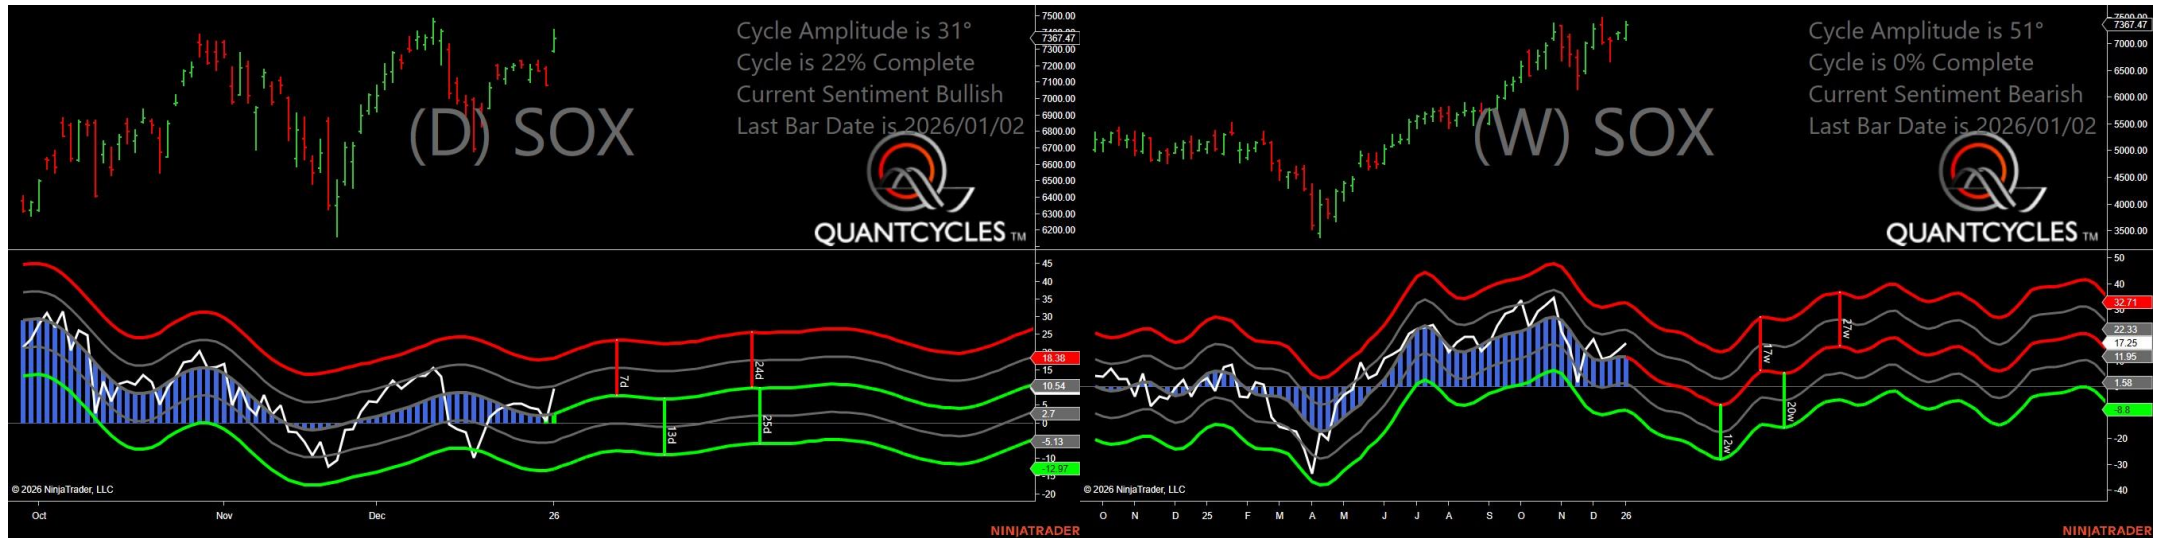 Cycle Amplitude is 31°
Cycle is 22% Complete
Current Sentiment Bullish
Last Bar Date is 2026/01/02
(D) SOX
QUANTCYCLES TM
7500.00
7367.47
7300.00
7200.00
7100.00
7000.00
6900.00
6800.00
6700.00
6600.00
6500.00
6400.00
6300.00
6200.00
45
40
35
30
25
18.38
15
10.54
5
2.7
0
-5.13
-10
-12.97
-20
7d
13d
24d
25d
© 2026 NinjaTrader, LLC
Oct Nov Dec 26
NINJATRADER
Cycle Amplitude is 51°
Cycle is 0% Complete
Current Sentiment Bearish
Last Bar Date is 2026/01/02
(W) SOX
QUANTCYCLES TM
7500.00
7367.47
7000.00
6500.00
6000.00
5500.00
5000.00
4500.00
4000.00
3500.00
50
40
32.71
30
22.33
17.25
11.95
1.58
-8.8
-20
-30
-40
12w
17w
20w
27w
© 2026 NinjaTrader, LLC
O N D 25 F M A M J J A S O N D 26
NINJATRADER